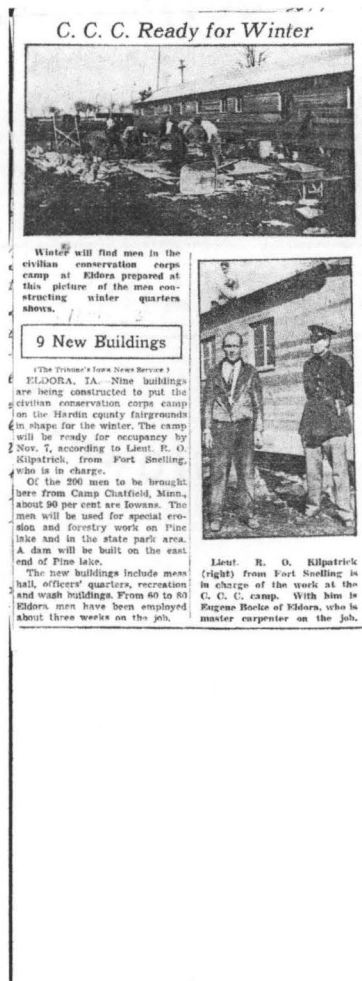 C. C. C. Ready for Winter
Winter will find men in the
civilian conservation corps
camp at Eldora prepared at
this picture of the men con-
structing winter quarters
shows.
9 New Buildings
(The Tribune's Iowa News Service)
ELDORA, IA. Nine buildings
are being constructed to put the
civilian conservation corps camp
on the Hardin county fairgrounds
in shape for the winter. The camp
will be ready for occupancy by
Nov. 7, according to Lieut. R. O.
Kilpatrick, from Fort Snelling,
who is in charge.
Of the 200 men to be brought
here from Camp Chatfield, Minn.,
about 90 per cent are Iowans. The
men will be used for special ero-
sion and forestry work on Pine
lake and in the state park area.
A dam will be built on the east
end of Pine lake.
The new buildings include mess
hall, officers' quarters, recreation
and wash buildings. From 60 to 80
Eldora men have been employed
about three weeks on the job.
Lieut. R. O. Kilpatrick
(right) from Fort Snelling is
in charge of the work at the
C. C. C. camp. With him is
Eugene Bocke of Eldora, who is
master carpenter on the job.